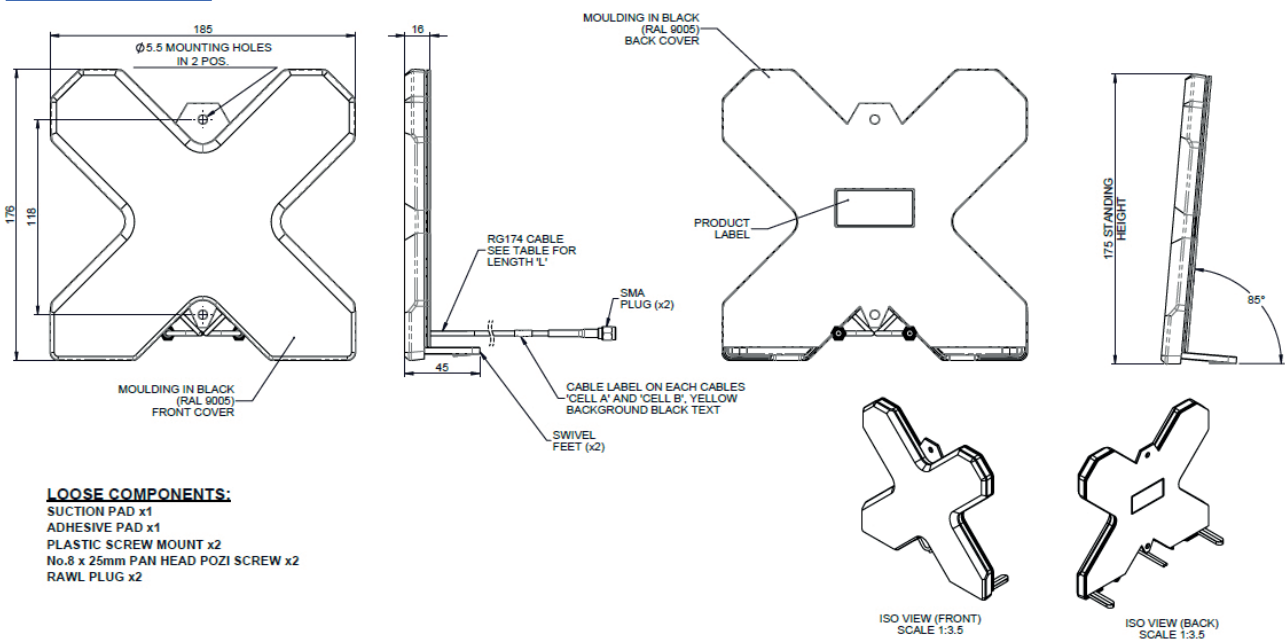 185
Ø5.5 MOUNTING HOLES
IN 2 POS.
176
118
MOULDING IN BLACK
(RAL 9005)
FRONT COVER
16
RG174 CABLE
SEE TABLE FOR
LENGTH 'L'
SMA
PLUG (x2)
45
CABLE LABEL ON EACH CABLES
'CELL A' AND 'CELL B', YELLOW
BACKGROUND BLACK TEXT
SWIVEL
FEET (x2)
MOULDING IN BLACK
(RAL 9005)
BACK COVER
PRODUCT
LABEL
175 STANDING
HEIGHT
85°
LOOSE COMPONENTS:
SUCTION PAD x1
ADHESIVE PAD x1
PLASTIC SCREW MOUNT x2
No.8 x 25mm PAN HEAD POZI SCREW x2
RAWL PLUG x2
ISO VIEW (FRONT)
SCALE 1:3.5
ISO VIEW (BACK)
SCALE 1:3.5